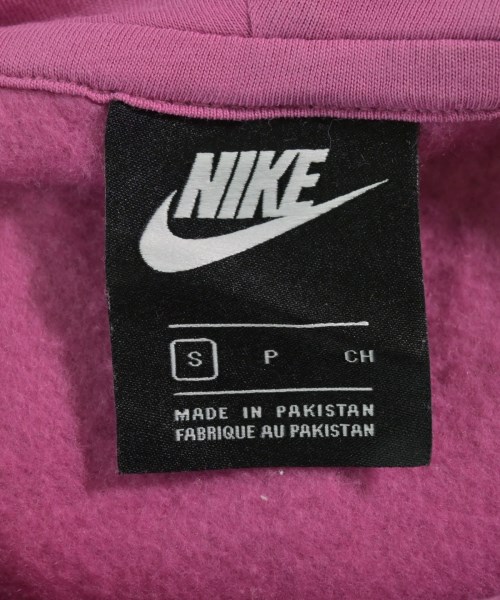 NIKE
S P CH
MADE IN PAKISTAN
FABRIQUE AU PAKISTAN